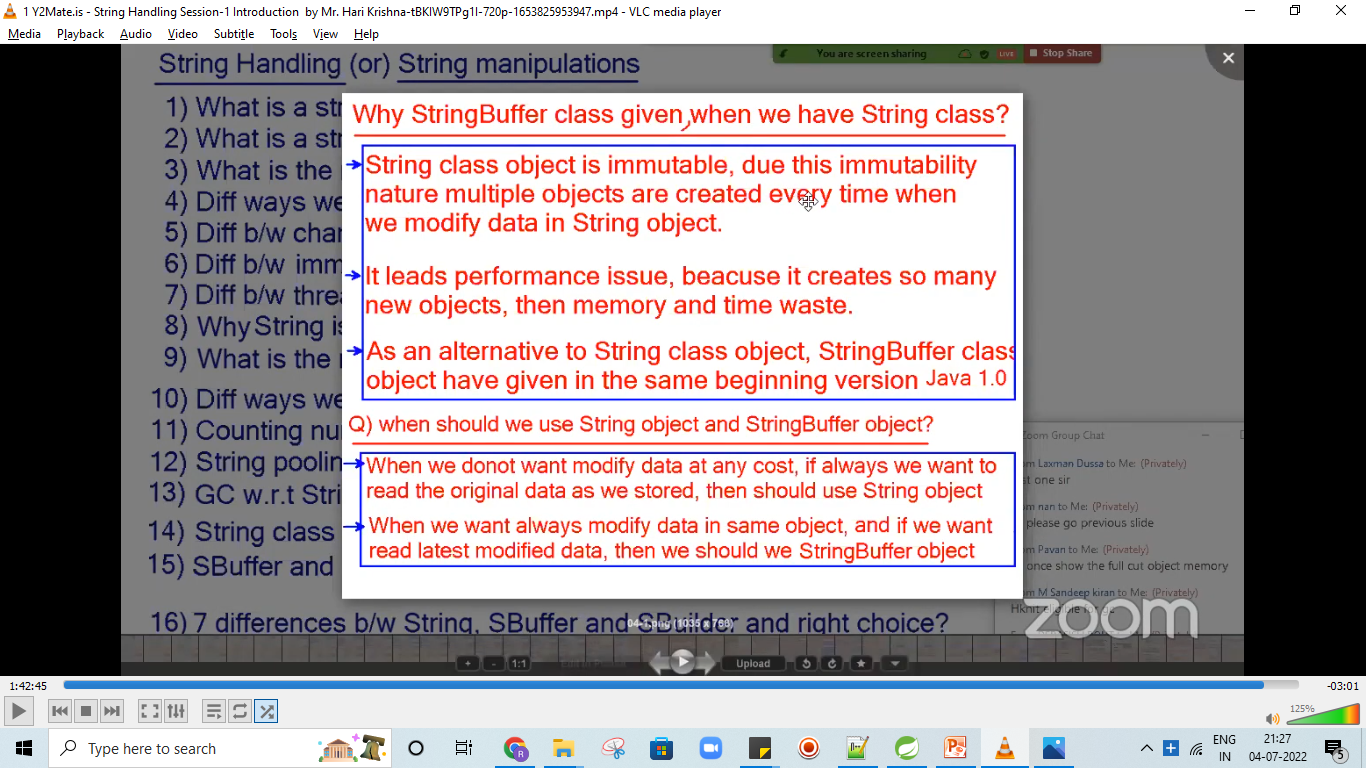 1 Y2Mate.is - String Handling Session-1 Introduction by Mr. Hari Krishna-tBKlW9TPg1I-720p-1653825953947.mp4 - VLC media player
Media Playback Audio Video Subtitle Tools View Help
You are screen sharing LIVE Stop Share
String Handling (or) String manipulations
1) What is a str
2) What is a str
3) What is the
4) Diff ways we
5) Diff b/w char
6) Diff b/w imm
7) Diff b/w threa
8) Why String is
9) What is the
10) Diff ways we
11) Counting nu
12) String poolin
13) GC w.r.t Stri
14) String class
15) SBuffer and
16) 7 differences b/w String, SBuffer and SBuilder and right choice?
Why StringBuffer class given,when we have String class?
String class object is immutable, due this immutability
nature multiple objects are created every time when
we modify data in String object.
It leads performance issue, beacuse it creates so many
new objects, then memory and time waste.
As an alternative to String class object, StringBuffer class
object have given in the same beginning version Java 1.0
Q) when should we use String object and StringBuffer object?
When we donot want modify data at any cost, if always we want to
read the original data as we stored, then should use String object
When we want always modify data in same object, and if we want
read latest modified data, then we should we StringBuffer object
Zoom Group Chat
om Laxman Dussa to Me: (Privately)
st one sir
om nan to Me: (Privately)
please go previous slide
om Pavan to Me: (Privately)
once show the full cut object memory
om M Sandeep kiran to Me: (Privately)
zoom
04-1.png (1035 x 768)
+ - 1:1 Upload
1:42:45 -03:01
125%
Type here to search
ENG 21:27
IN 04-07-2022 5